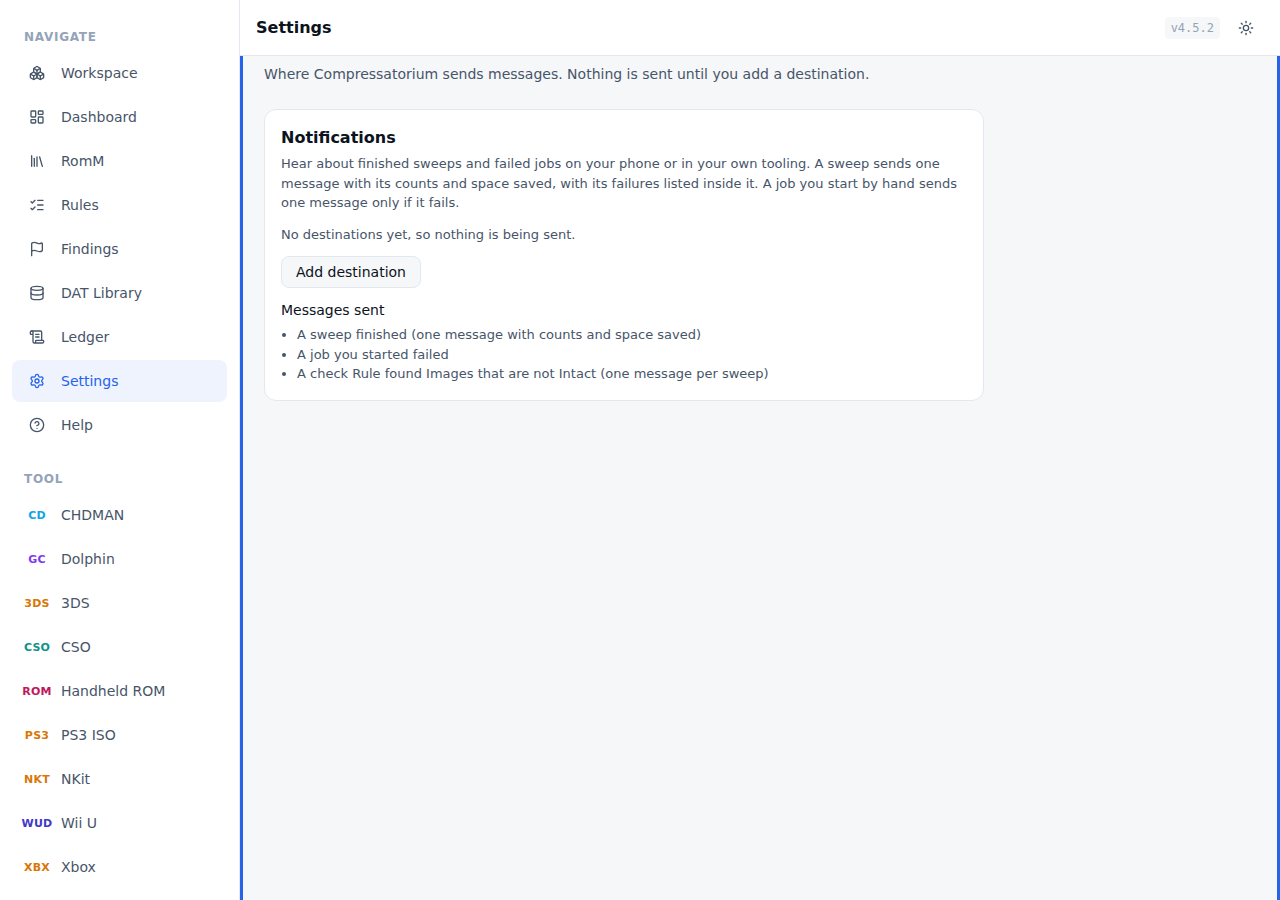 NAVIGATE
Workspace
Dashboard
RomM
Rules
Findings
DAT Library
Ledger
Settings
Help
TOOL
CD CHDMAN
GC Dolphin
3DS 3DS
CSO CSO
ROM Handheld ROM
PS3 PS3 ISO
NKT NKit
WUD Wii U
XBX Xbox
Settings
v4.5.2
Where Compressatorium sends messages. Nothing is sent until you add a destination.
Notifications
Hear about finished sweeps and failed jobs on your phone or in your own tooling. A sweep sends one
message with its counts and space saved, with its failures listed inside it. A job you start by hand sends
one message only if it fails.
No destinations yet, so nothing is being sent.
Add destination
Messages sent
• A sweep finished (one message with counts and space saved)
• A job you started failed
• A check Rule found Images that are not Intact (one message per sweep)